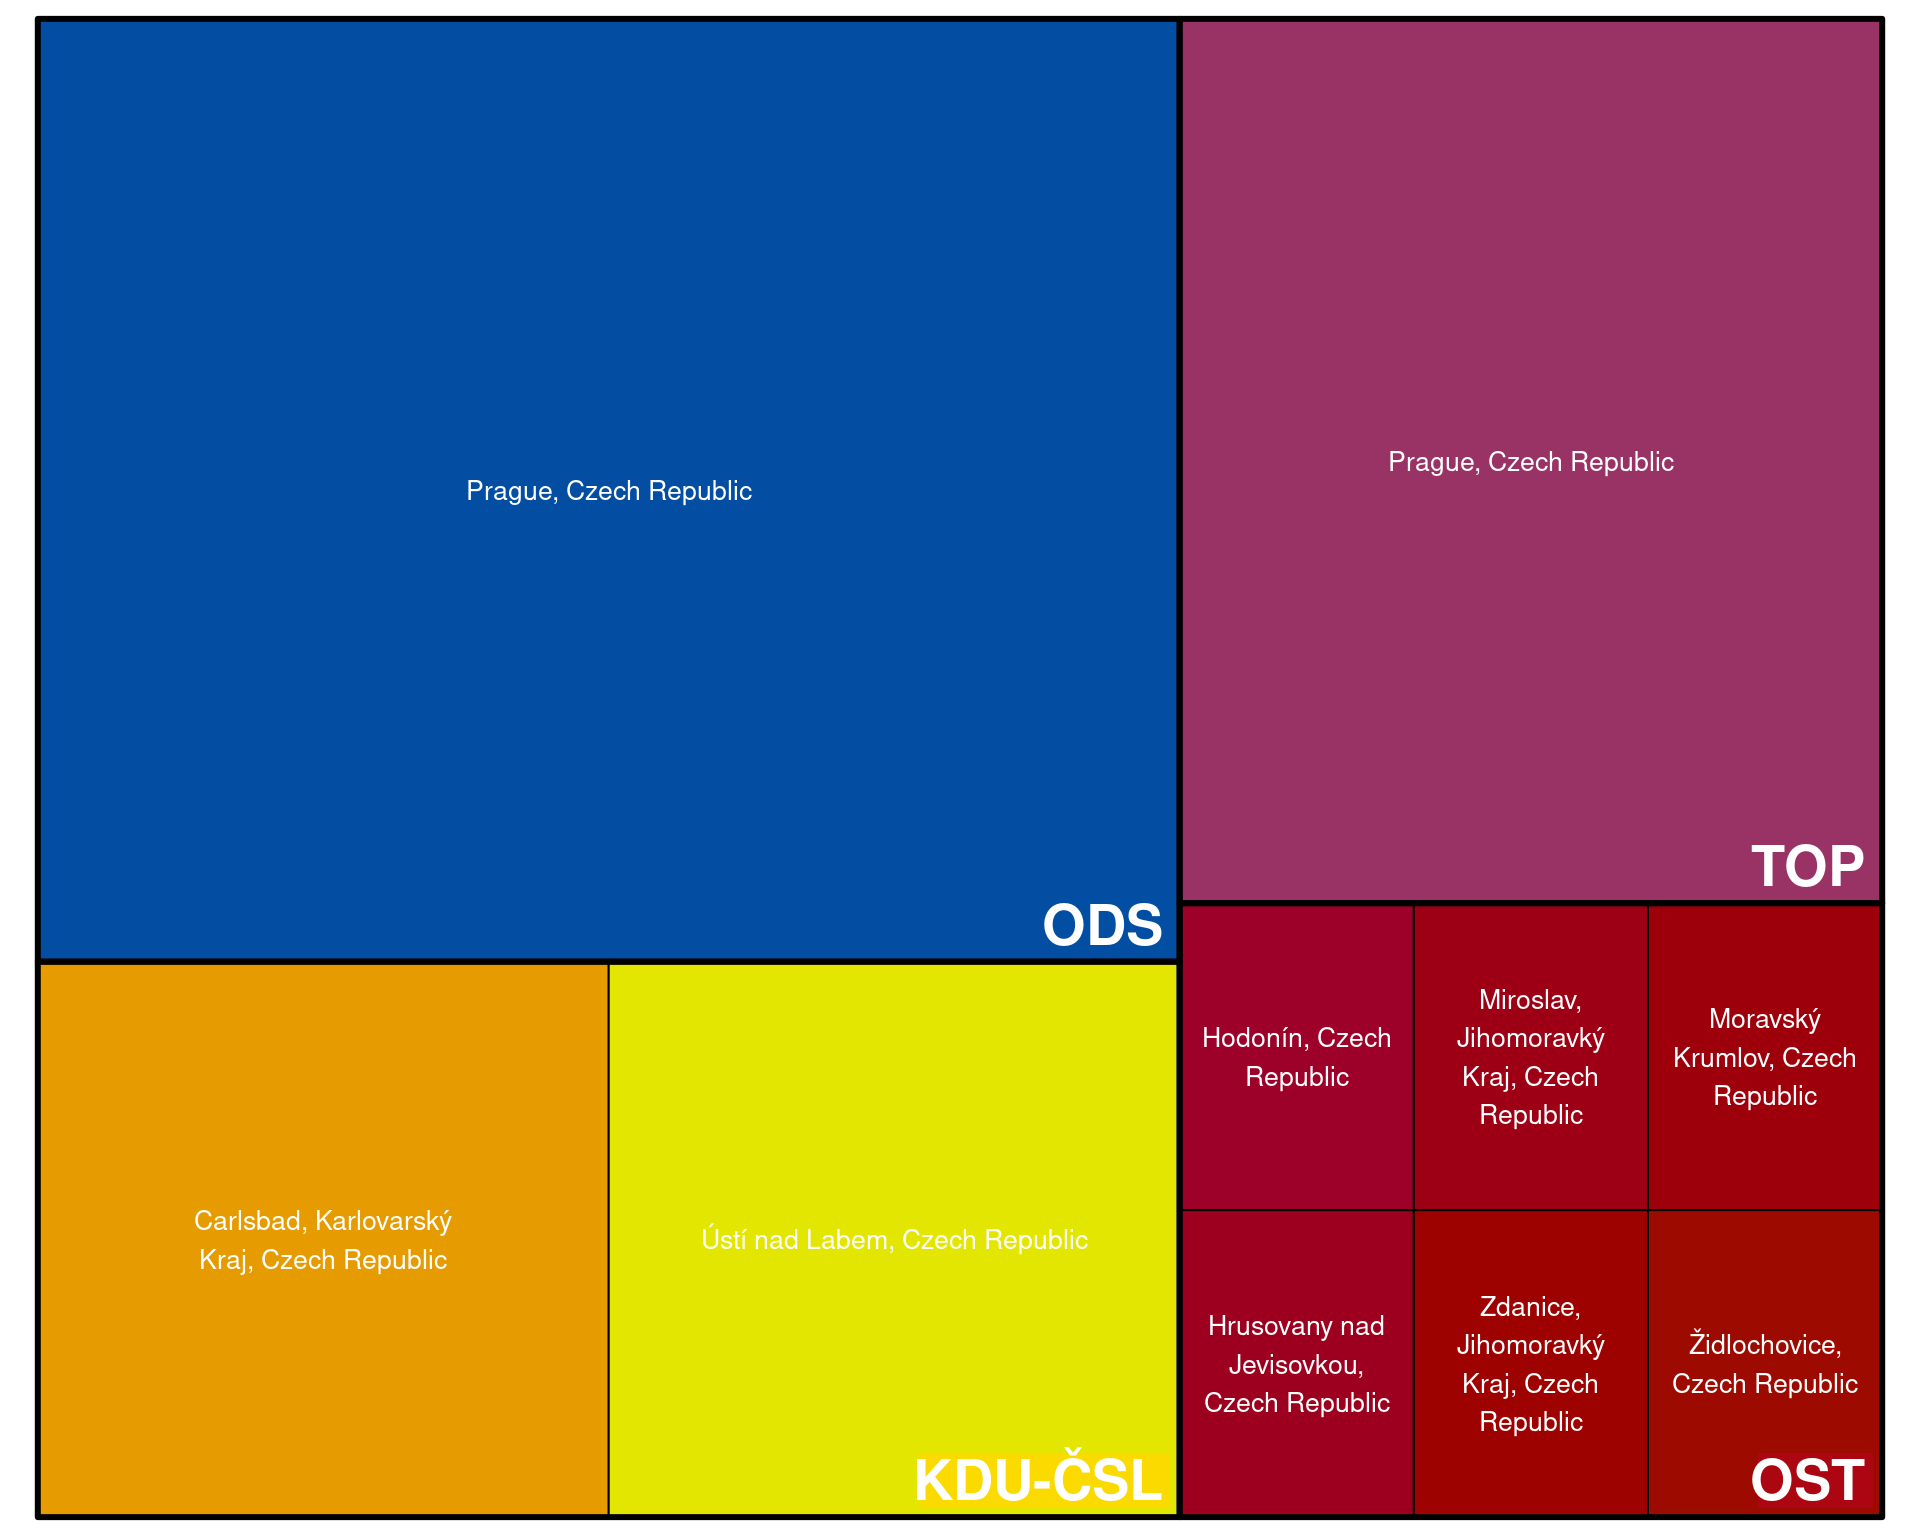 Prague, Czech Republic
ODS
Prague, Czech Republic
TOP
Carlsbad, Karlovarský
Kraj, Czech Republic
Ústí nad Labem, Czech Republic
KDU-ČSL
Hodonín, Czech
Republic
Miroslav,
Jihomoravký
Kraj, Czech
Republic
Moravský
Krumlov, Czech
Republic
Hrusovany nad
Jevisovkou,
Czech Republic
Zdanice,
Jihomoravký
Kraj, Czech
Republic
Židlochovice,
Czech Republic
OST